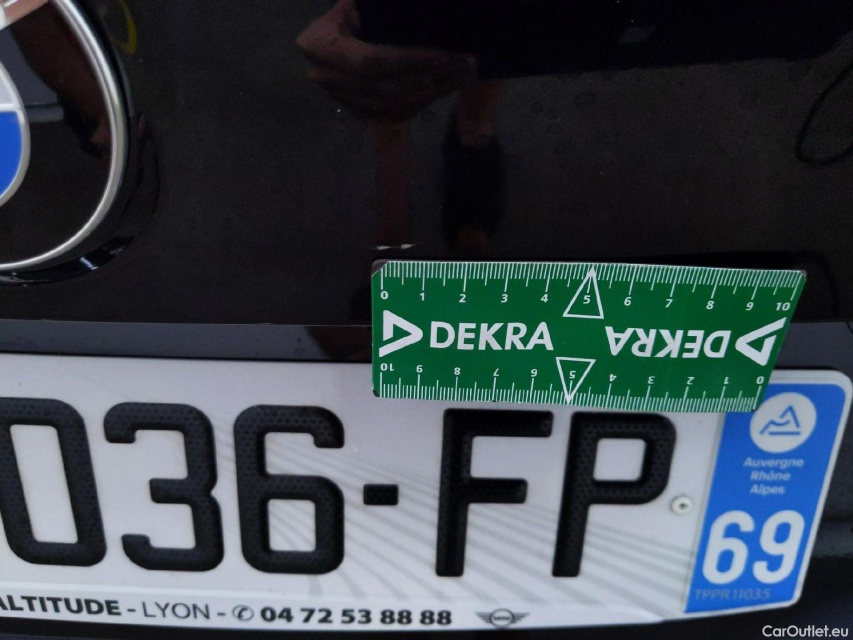 0 1 2 3 4 5 6 7 8 9 10
DEKRA DEKRA
10 9 8 7 6 5 4 3 2 1 0
036-FP
Auvergne
Rhône
Alpes
69
TPPR11035
ALTITUDE - LYON - ✆ 04 72 53 88 88
CarOutlet.eu